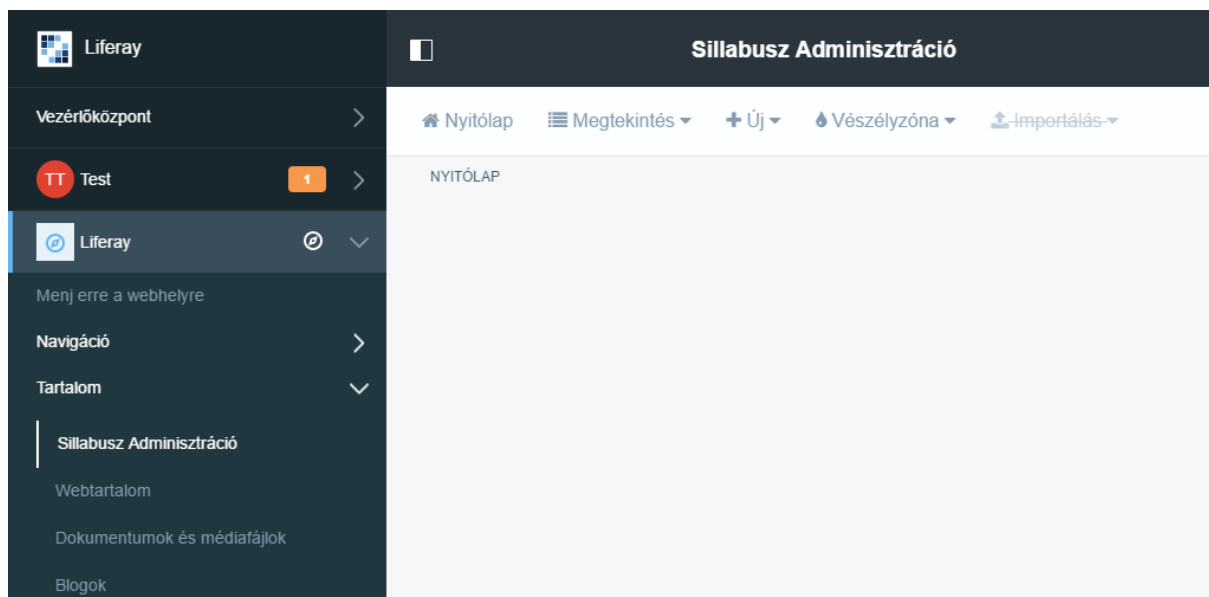 Liferay
Sillabusz Adminisztráció
Vezérlőközpont
Nyitólap Megtekintés Új Vészélyzóna Importálás
TT Test 1
NYITÓLAP
Liferay
Menj erre a webhelyre
Navigáció
Tartalom
Sillabusz Adminisztráció
Webtartalom
Dokumentumok és médiafájlok
Blogok